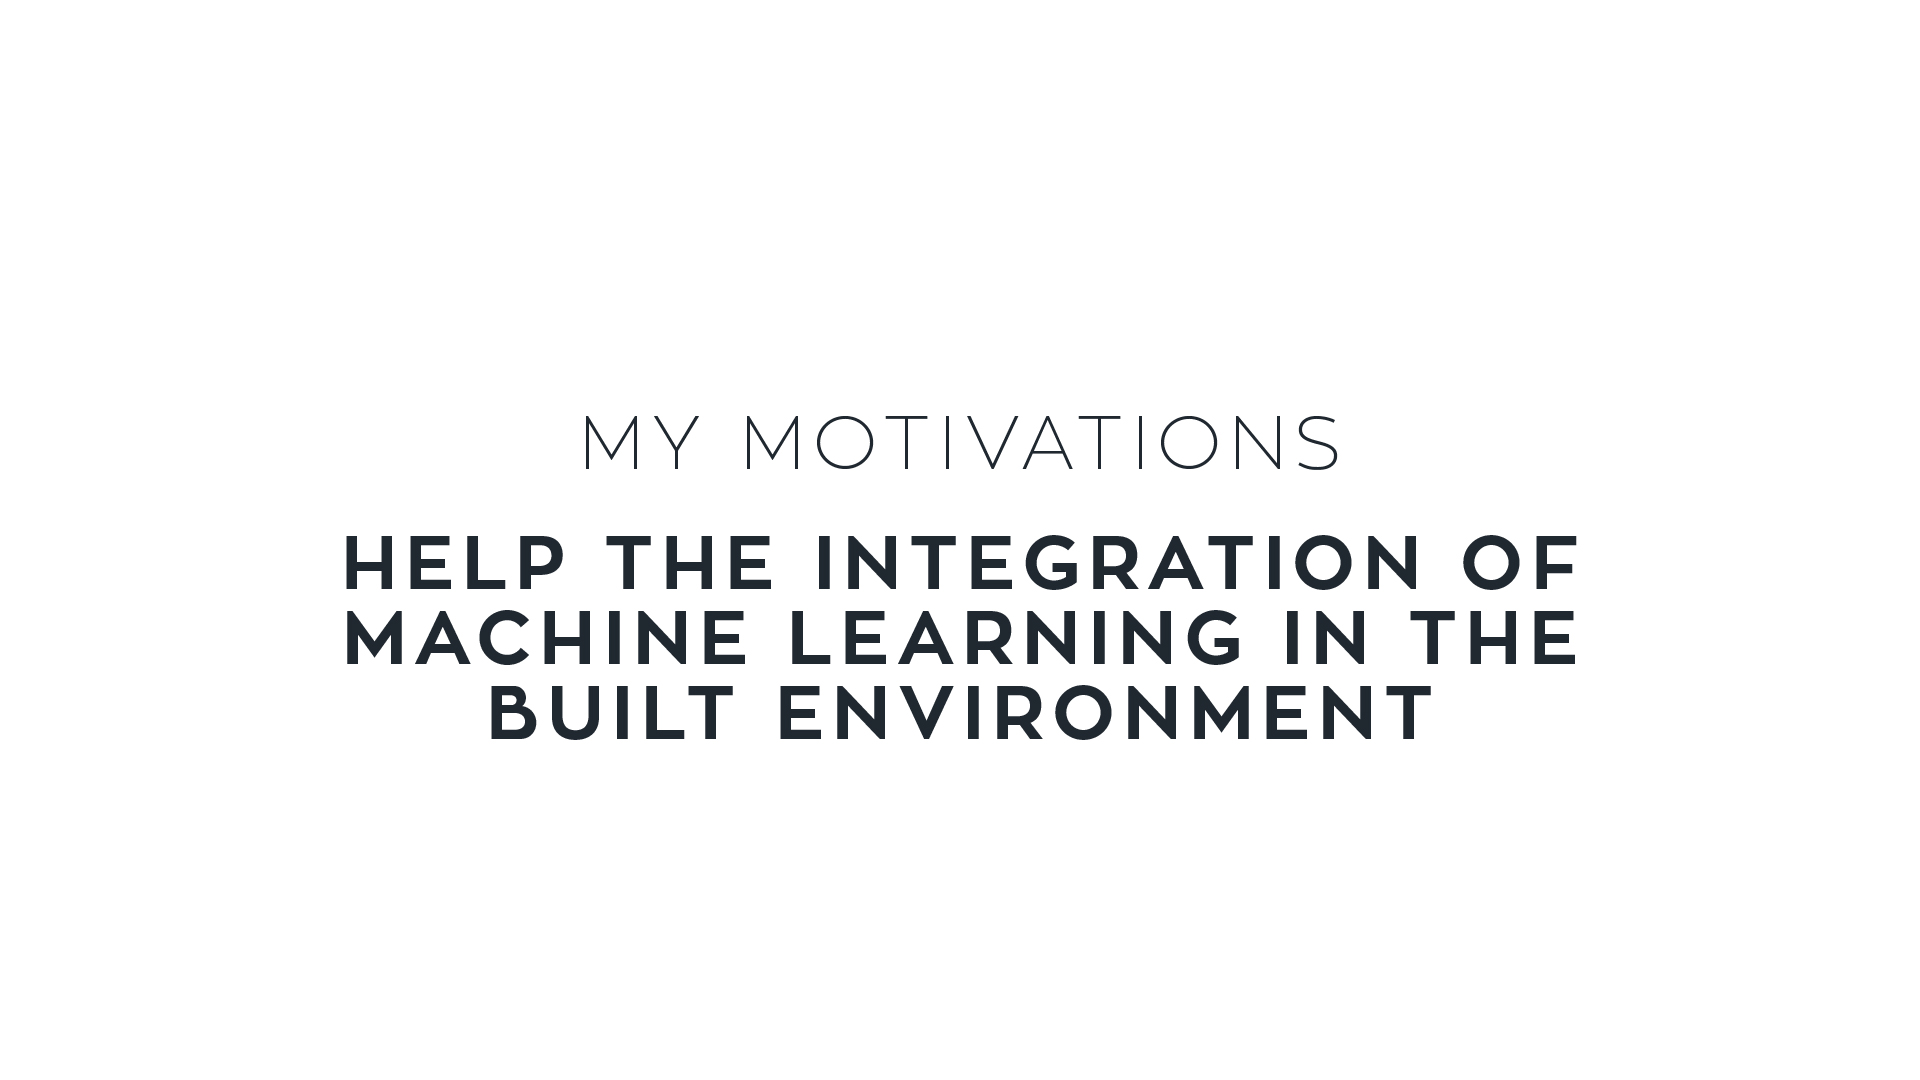 MY MOTIVATIONS
HELP THE INTEGRATION OF
MACHINE LEARNING IN THE
BUILT ENVIRONMENT